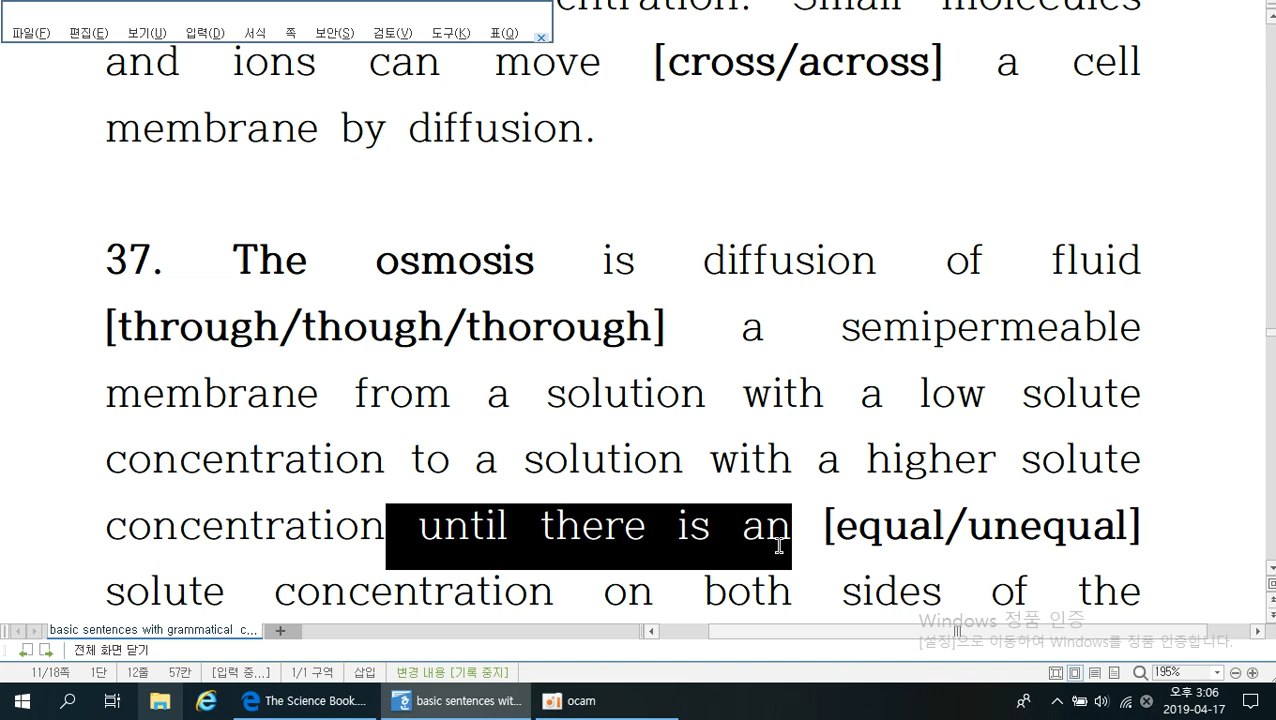 centration. Small molecules
파일(F) 편집(E) 보기(U) 입력(D) 서식 쪽 보안(S) 검토(V) 도구(K) 표(Q)
and ions can move [cross/across] a cell
membrane by diffusion.
37. The osmosis is diffusion of fluid
[through/though/thorough] a semipermeable
membrane from a solution with a low solute
concentration to a solution with a higher solute
concentration until there is an [equal/unequal]
solute concentration on both sides of the
Windows 정품 인증
[설정]으로 이동하여 Windows를 정품 인증합니다.
basic sentences with grammatical c...
전체 화면 닫기
11/18쪽 1단 12줄 57칸 [입력 중...] 1/1 구역 삽입 변경 내용 [기록 중지] 195%
The Science Book.... basic sentences wit... ocam 오후 3:06
2019-04-17